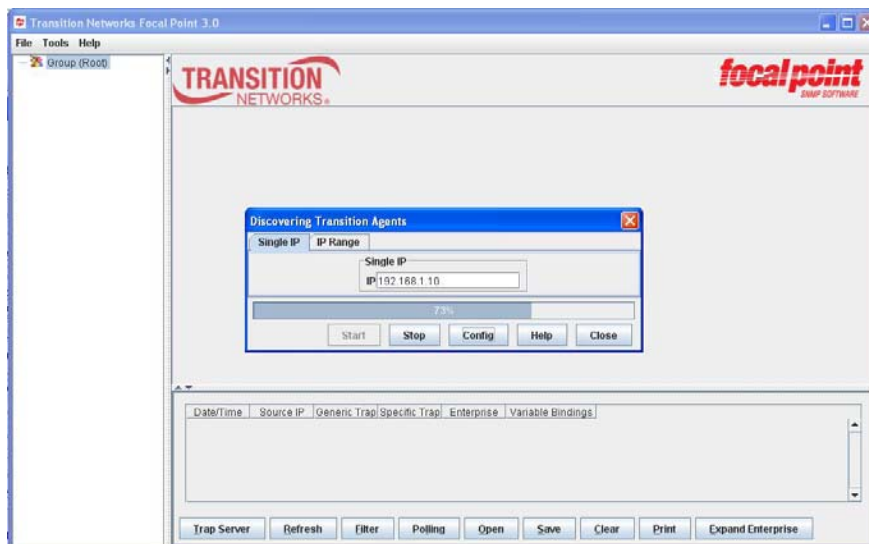 Transition Networks Focal Point 3.0
File Tools Help
Group (Root)
TRANSITION
NETWORKS®
focal point
SNMP SOFTWARE
Discovering Transition Agents
Single IP IP Range
Single IP
IP 192.168.1.10
73%
Start Stop Config Help Close
Date/Time Source IP Generic Trap Specific Trap Enterprise Variable Bindings
Trap Server Refresh Filter Polling Open Save Clear Print Expand Enterprise